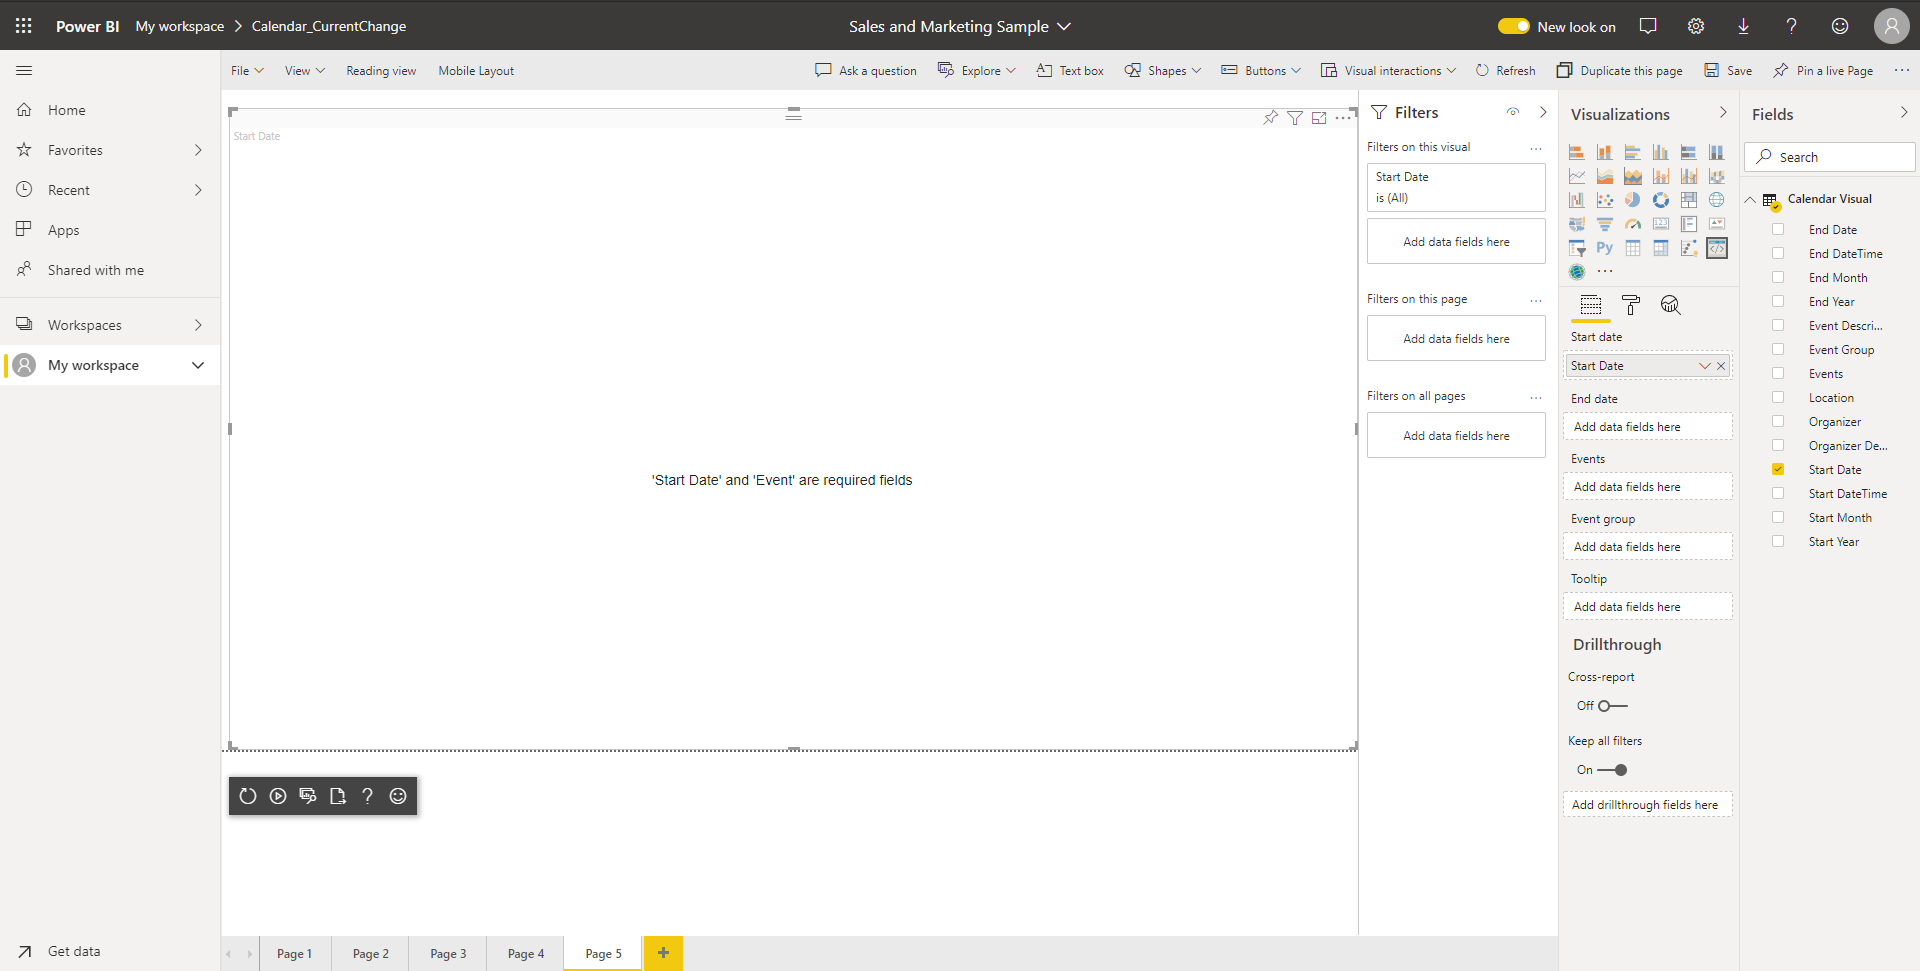 Power BI
My workspace
Calendar_CurrentChange
Sales and Marketing Sample
New look on
File
View
Reading view
Mobile Layout
Ask a question
Explore
Text box
Shapes
Buttons
Visual interactions
Refresh
Duplicate this page
Save
Pin a live Page
Home
Favorites
Recent
Apps
Shared with me
Workspaces
My workspace
Get data
Start Date
'Start Date' and 'Event' are required fields
Page 1
Page 2
Page 3
Page 4
Page 5
Filters
Filters on this visual
Start Date
is (All)
Add data fields here
Filters on this page
Add data fields here
Filters on all pages
Add data fields here
Visualizations
123
Py
Start date
Start Date
End date
Add data fields here
Events
Add data fields here
Event group
Add data fields here
Tooltip
Add data fields here
Drillthrough
Cross-report
Off
Keep all filters
On
Add drillthrough fields here
Fields
Search
Calendar Visual
End Date
End DateTime
End Month
End Year
Event Descri...
Event Group
Events
Location
Organizer
Organizer De...
Start Date
Start DateTime
Start Month
Start Year